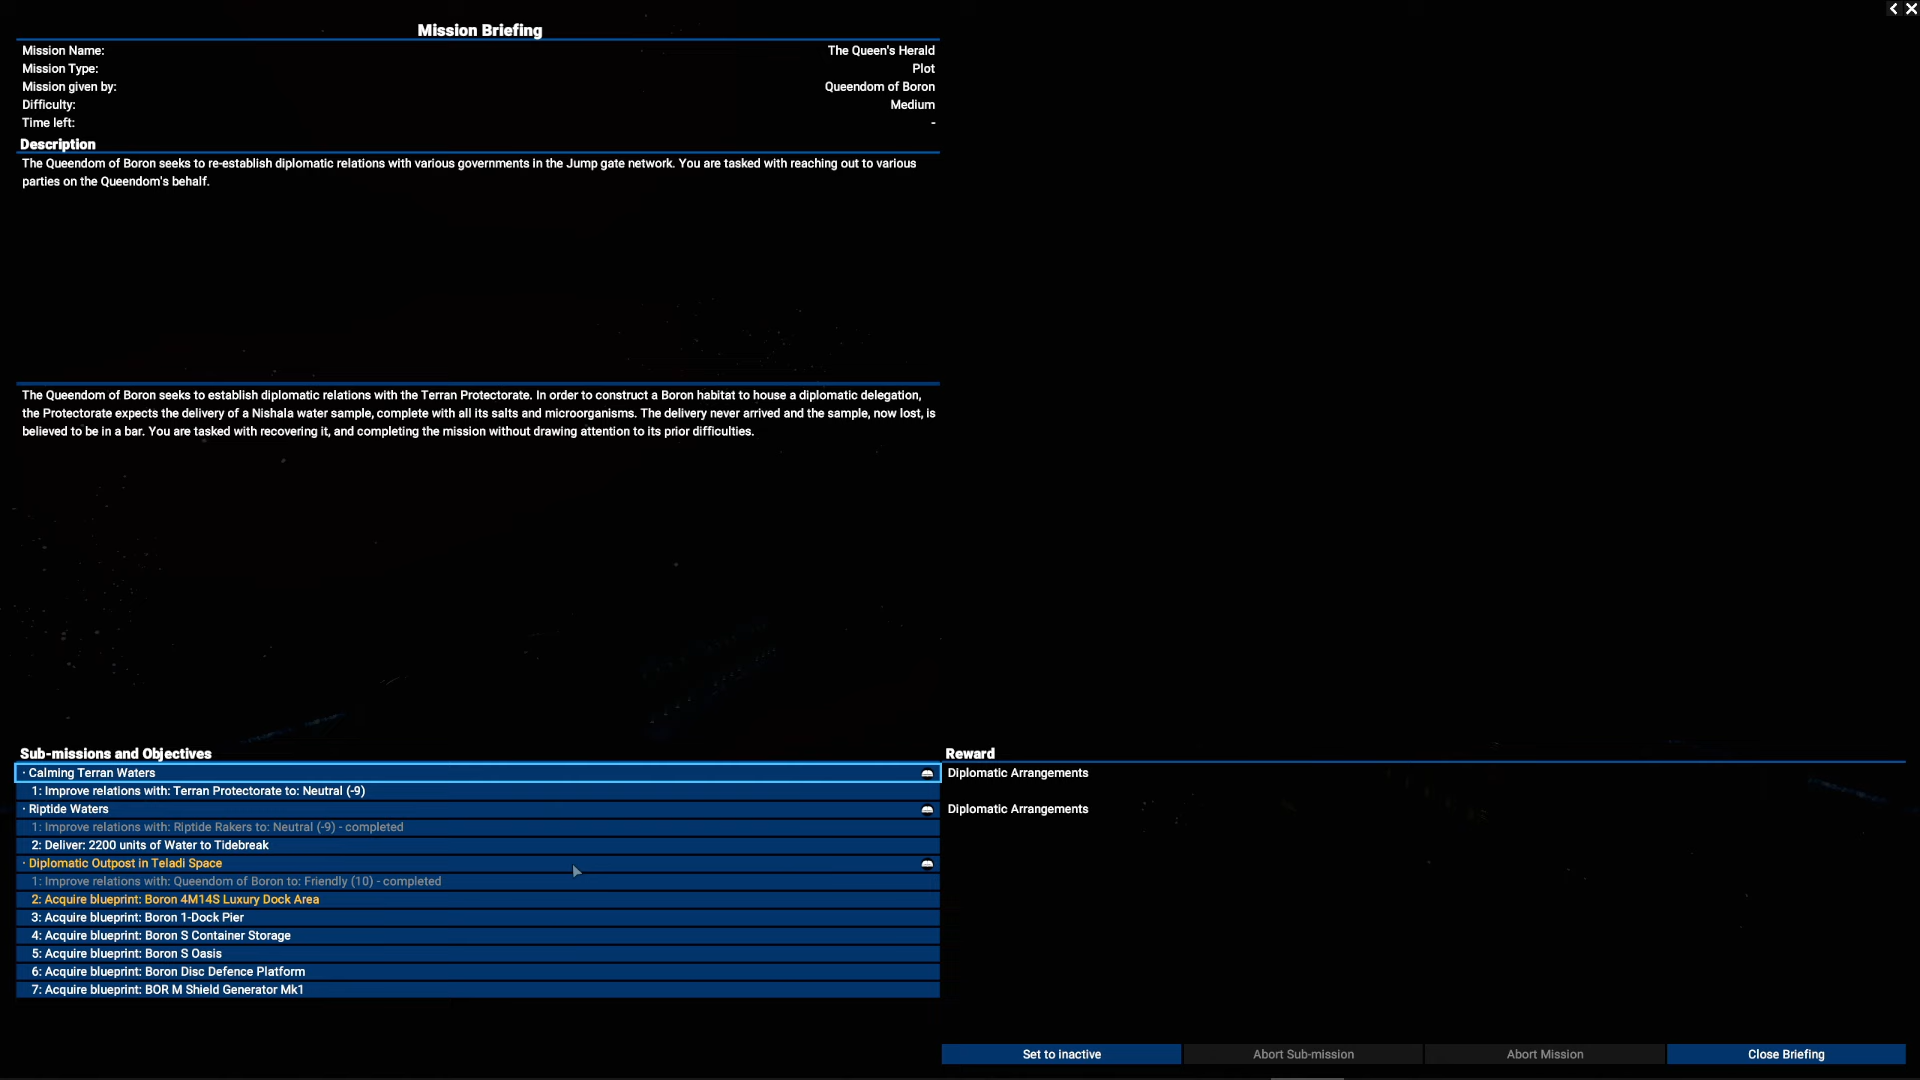 Mission Briefing
Mission Name: The Queen's Herald
Mission Type: Plot
Mission given by: Queendom of Boron
Difficulty: Medium
Time left: -
Description
The Queendom of Boron seeks to re-establish diplomatic relations with various governments in the Jump gate network. You are tasked with reaching out to various
parties on the Queendom's behalf.
The Queendom of Boron seeks to establish diplomatic relations with the Terran Protectorate. In order to construct a Boron habitat to house a diplomatic delegation,
the Protectorate expects the delivery of a Nishala water sample, complete with all its salts and microorganisms. The delivery never arrived and the sample, now lost, is
believed to be in a bar. You are tasked with recovering it, and completing the mission without drawing attention to its prior difficulties.
Sub-missions and Objectives
· Calming Terran Waters
1: Improve relations with: Terran Protectorate to: Neutral (-9)
· Riptide Waters
1: Improve relations with: Riptide Rakers to: Neutral (-9) - completed
2: Deliver: 2200 units of Water to Tidebreak
· Diplomatic Outpost in Teladi Space
1: Improve relations with: Queendom of Boron to: Friendly (10) - completed
2: Acquire blueprint: Boron 4M14S Luxury Dock Area
3: Acquire blueprint: Boron 1-Dock Pier
4: Acquire blueprint: Boron S Container Storage
5: Acquire blueprint: Boron S Oasis
6: Acquire blueprint: Boron Disc Defence Platform
7: Acquire blueprint: BOR M Shield Generator Mk1
Reward
Diplomatic Arrangements
Diplomatic Arrangements
Set to inactive
Abort Sub-mission
Abort Mission
Close Briefing